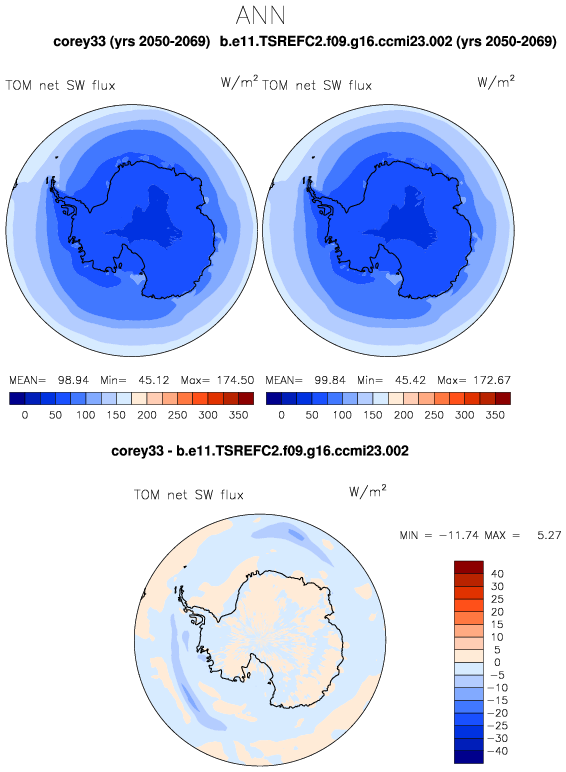 ANN
corey33 (yrs 2050-2069) b.e11.TSREFC2.f09.g16.ccmi23.002 (yrs 2050-2069)
TOM net SW flux W/m² TOM net SW flux W/m²
MEAN= 98.94 Min= 45.12 Max= 174.50 MEAN= 99.84 Min= 45.42 Max= 172.67
0 50 100 150 200 250 300 350 0 50 100 150 200 250 300 350
corey33 - b.e11.TSREFC2.f09.g16.ccmi23.002
TOM net SW flux W/m²
MIN = -11.74 MAX = 5.27
40
30
25
20
15
10
5
0
-5
-10
-15
-20
-25
-30
-40